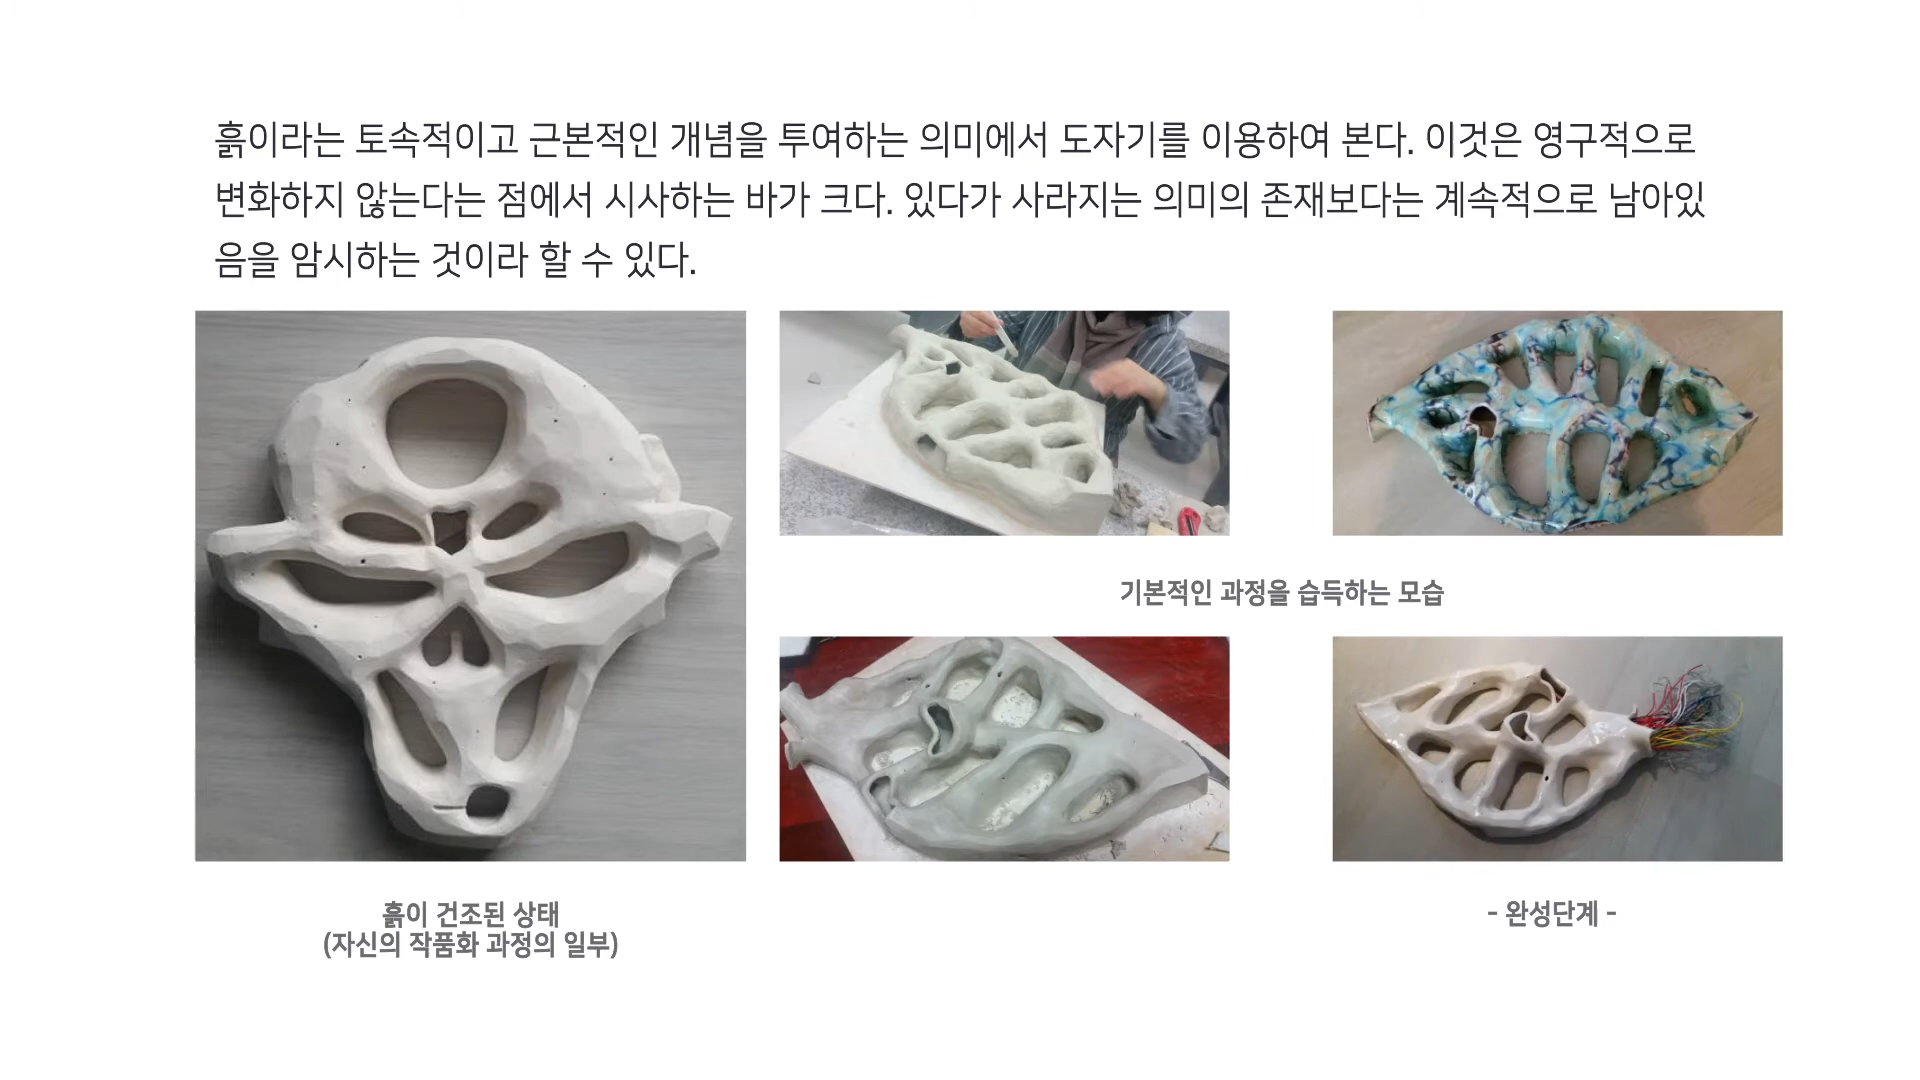 흙이라는 토속적이고 근본적인 개념을 투여하는 의미에서 도자기를 이용하여 본다. 이것은 영구적으로
변화하지 않는다는 점에서 시사하는 바가 크다. 있다가 사라지는 의미의 존재보다는 계속적으로 남아있
음을 암시하는 것이라 할 수 있다.
기본적인 과정을 습득하는 모습
흙이 건조된 상태
(자신의 작품화 과정의 일부)
- 완성단계 -